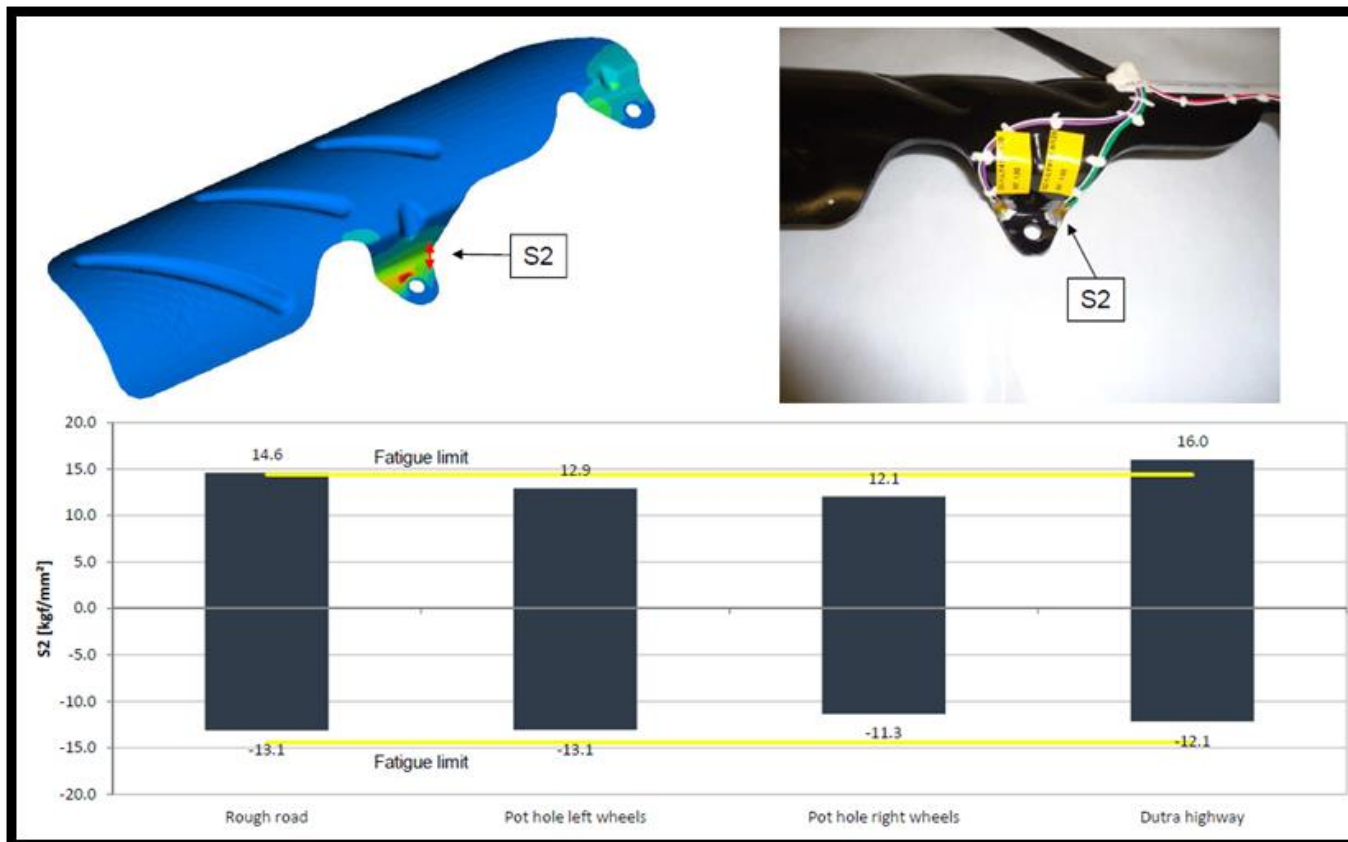 S2
S2
20.0
15.0
10.0
5.0
0.0
-5.0
-10.0
-15.0
-20.0
S2 [kgf/mm²]
14.6
12.9
12.1
16.0
Fatigue limit
-13.1
-13.1
-11.3
-12.1
Fatigue limit
Rough road
Pot hole left wheels
Pot hole right wheels
Dutra highway